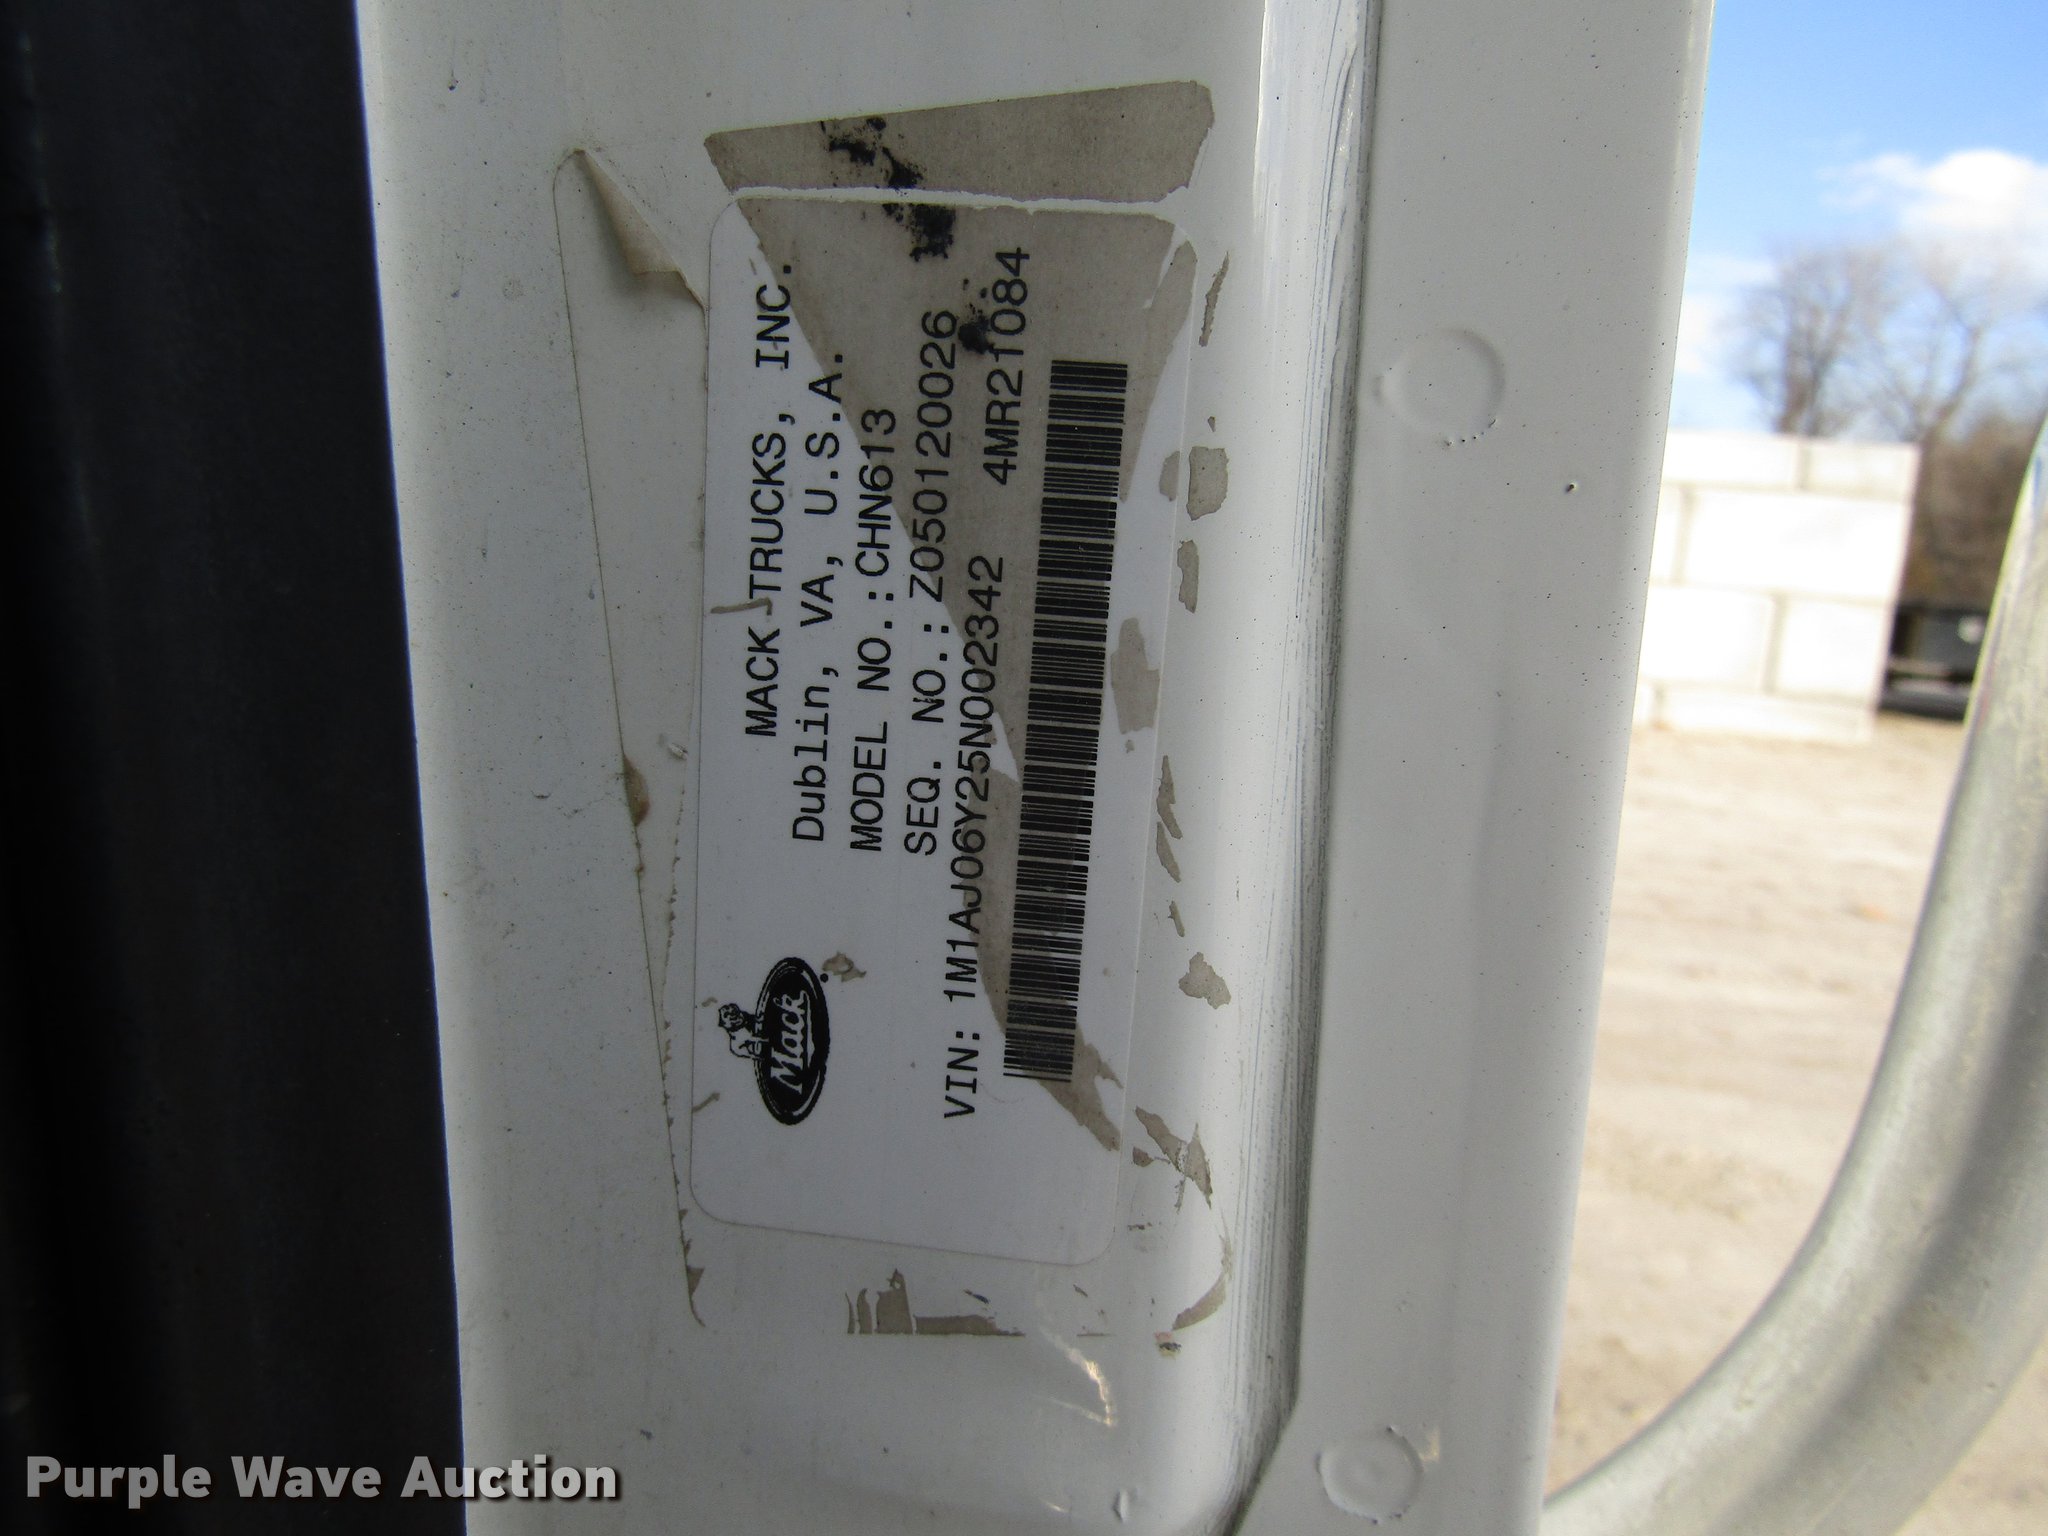 MACK TRUCKS, INC.
Dublin, VA, U.S.A.
MODEL NO.: CHN613
SEQ. NO.: Z050120026
VIN: 1M1AJ06Y25N002342 4MR21084
Mack
Purple Wave Auction